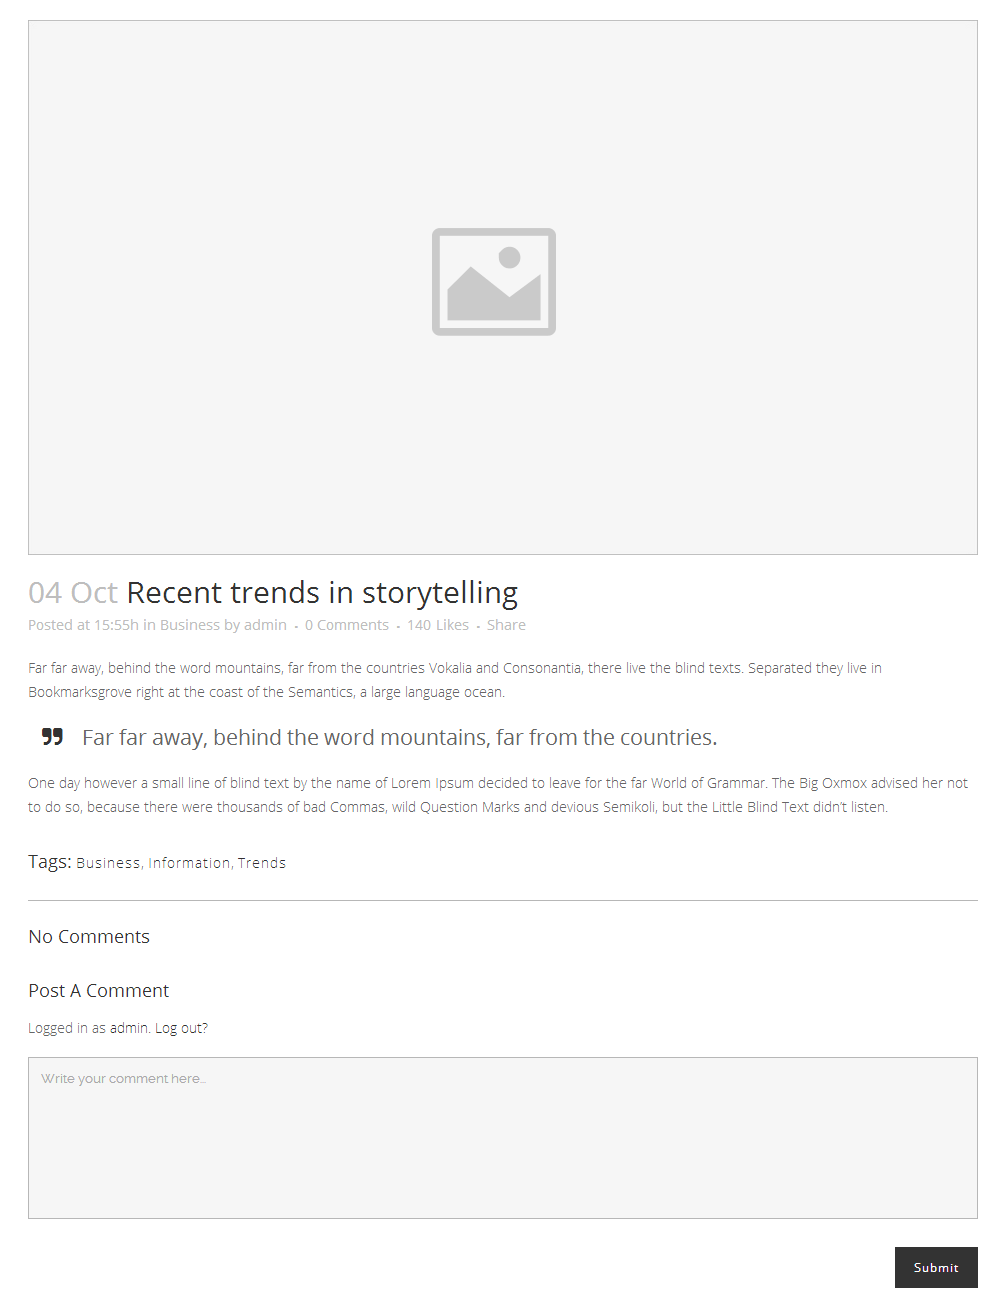 04 Oct Recent trends in storytelling
Posted at 15:55h in Business by admin • 0 Comments • 140 Likes • Share
Far far away, behind the word mountains, far from the countries Vokalia and Consonantia, there live the blind texts. Separated they live in
Bookmarksgrove right at the coast of the Semantics, a large language ocean.
❞ Far far away, behind the word mountains, far from the countries.
One day however a small line of blind text by the name of Lorem Ipsum decided to leave for the far World of Grammar. The Big Oxmox advised her not
to do so, because there were thousands of bad Commas, wild Question Marks and devious Semikoli, but the Little Blind Text didn’t listen.
Tags: Business, Information, Trends
No Comments
Post A Comment
Logged in as admin. Log out?
Write your comment here...
Submit